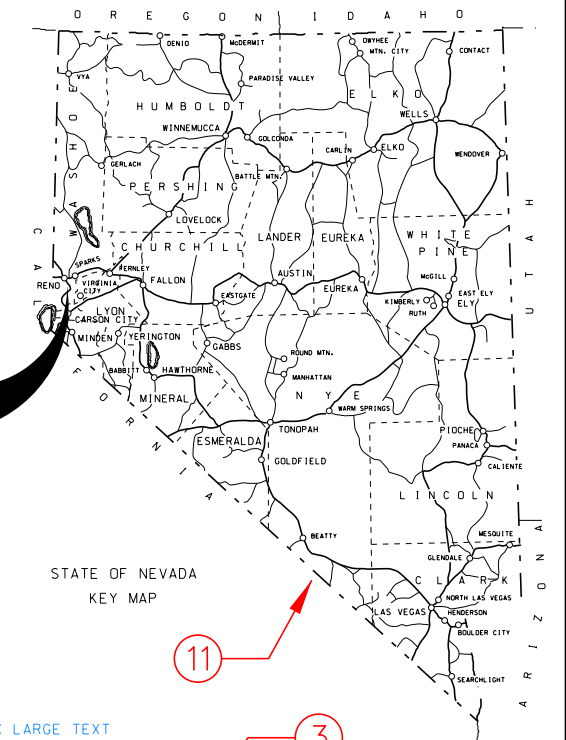 OREGON IDAHO
DENIO
McDERMIT
OWYHEE
MTN. CITY
CONTACT
VYA
PARADISE VALLEY
ELKO
HUMBOLDT
WASHOE
WINNEMUCCA
GOLCONDA
WELLS
CARLIN
ELKO
WENDOVER
GERLACH
BATTLE MTN.
PERSHING
LOVELOCK
CHURCHILL
LANDER
EUREKA
WHITE
PINE
UTAH
SPARKS
FERNLEY
RENO
VIRGINIA
CITY
FALLON
AUSTIN
EUREKA
McGILL
EASTGATE
KIMBERLY
EAST ELY
ELY
RUTH
LYON
CARSON CITY
MINDEN
YERINGTON
GABBS
ROUND MTN.
BABBITT
HAWTHORNE
MANHATTAN
MINERAL
NYE
WARM SPRINGS
CALIFORNIA
ESMERALDA
TONOPAH
PIOCHE
PANACA
GOLDFIELD
CALIENTE
LINCOLN
BEATTY
MESQUITE
GLENDALE
STATE OF NEVADA
KEY MAP
CLARK
NORTH LAS VEGAS
LAS VEGAS
HENDERSON
BOULDER CITY
ARIZONA
11
SEARCHLIGHT
LARGE TEXT
3